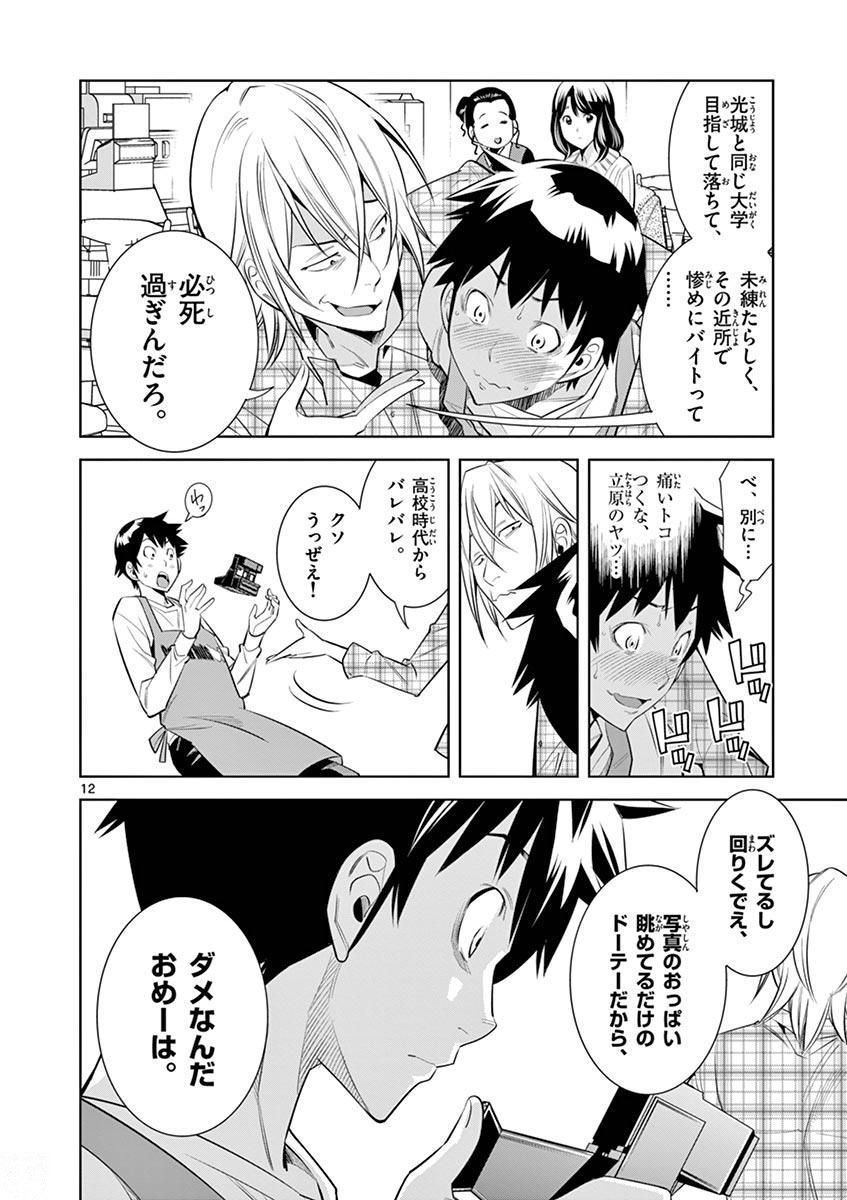 光城と同じ大学
目指して落ちて、
未練たらしく、
その近所で
惨めにバイトって
……
必死
過ぎんだろ。
べ、別に…
痛いトコ
つくな、
立原のヤツ…
ドッ
ドッ
高校時代から
バレバレ。
クソ
うっぜえ！
わっ
12
ズレてるし
回りくでえ、
写真のおっぱい
眺めてるだけの
ドーテーだから、
ダメなんだ
おめーは。